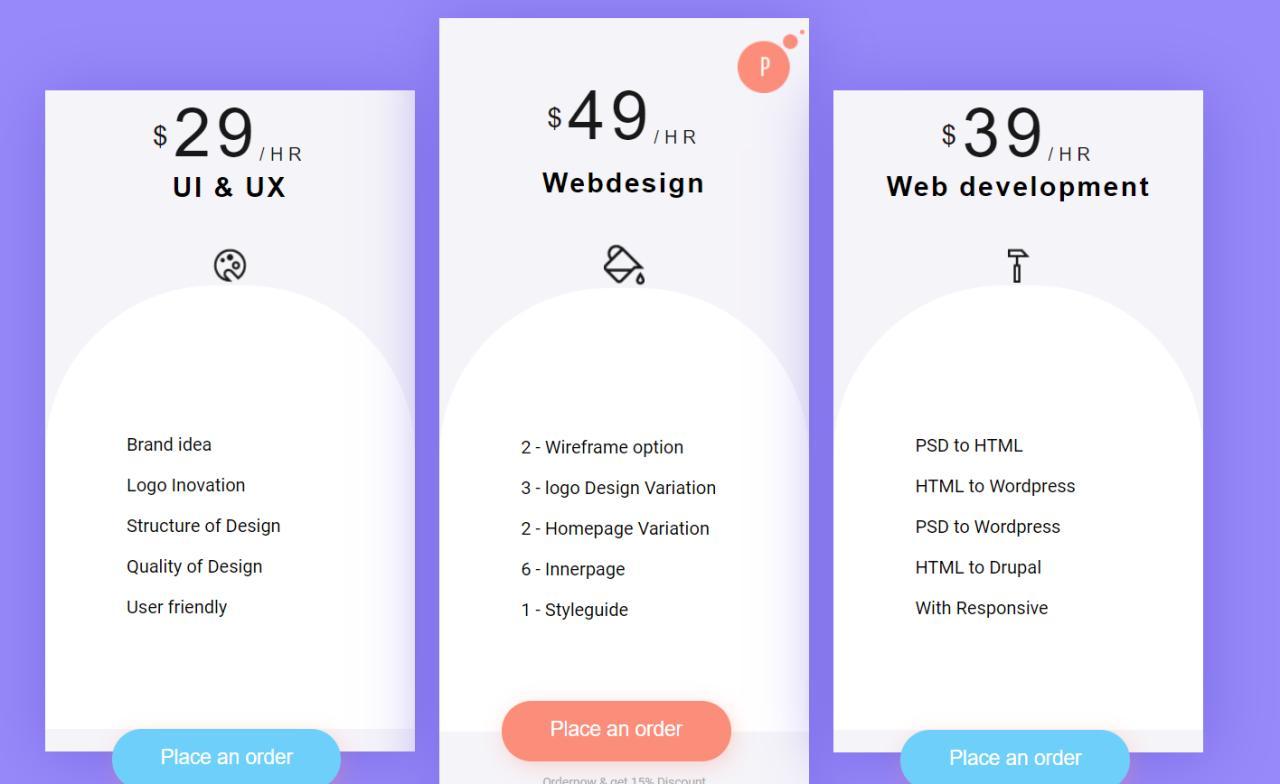 $29/HR
UI & UX
Brand idea
Logo Inovation
Structure of Design
Quality of Design
User friendly
Place an order
P
$49/HR
Webdesign
2 - Wireframe option
3 - logo Design Variation
2 - Homepage Variation
6 - Innerpage
1 - Styleguide
Place an order
Ordernow & get 15% Discount
$39/HR
Web development
PSD to HTML
HTML to Wordpress
PSD to Wordpress
HTML to Drupal
With Responsive
Place an order